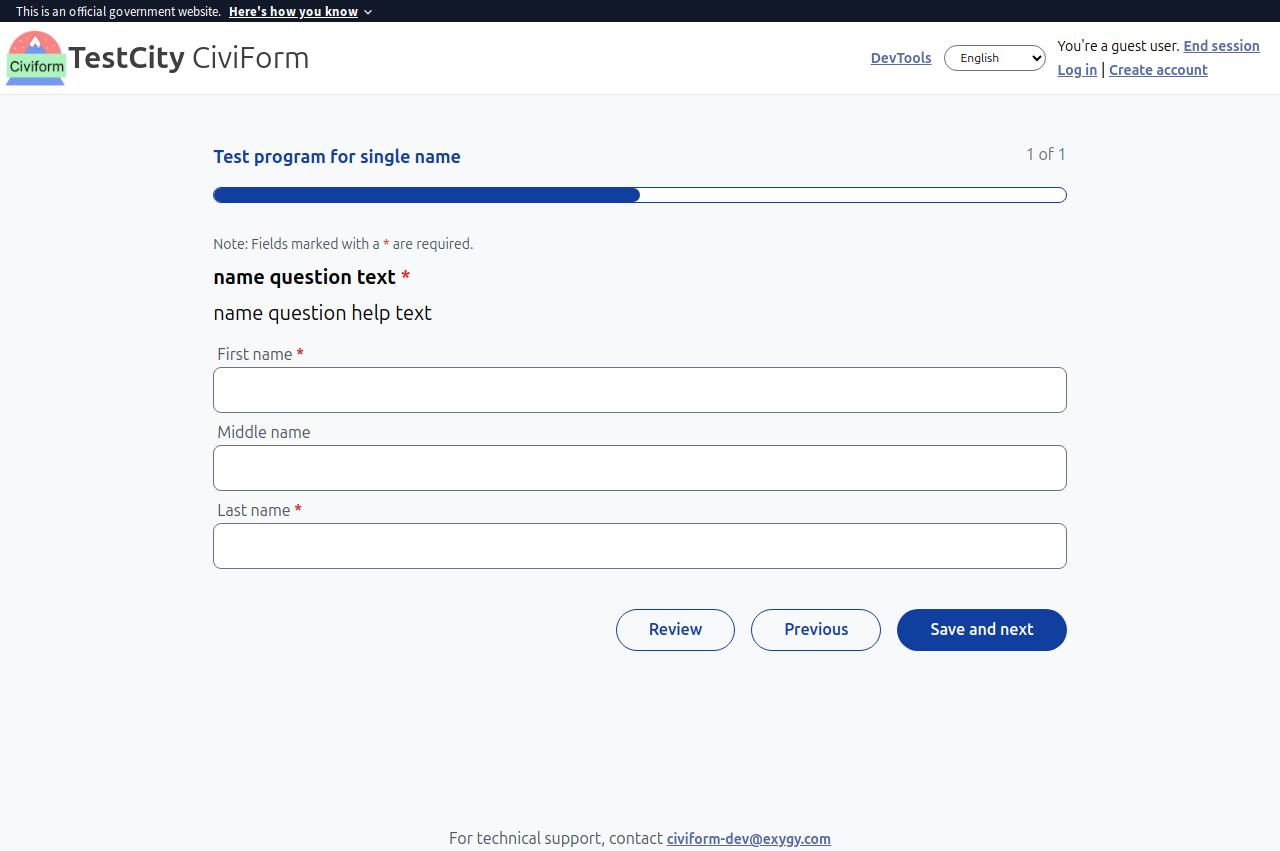 This is an official government website. Here's how you know
Civiform
TestCity CiviForm
DevTools
English
You're a guest user. End session
Log in | Create account
Test program for single name
1 of 1
Note: Fields marked with a * are required.
name question text *
name question help text
First name *
Middle name
Last name *
Review
Previous
Save and next
For technical support, contact civiform-dev@exygy.com